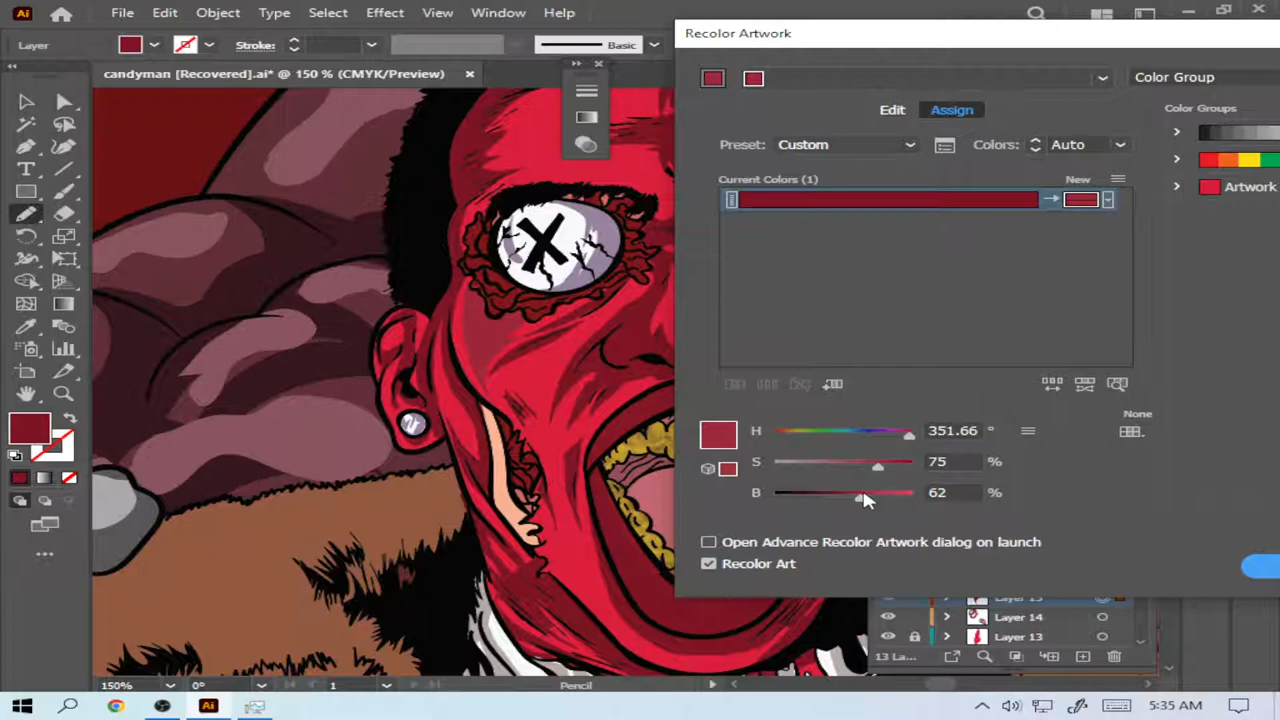 Ai File Edit Object Type Select Effect View Window Help
Recolor Artwork
Layer Stroke: Basic
candyman [Recovered].ai* @ 150 % (CMYK/Preview)
Color Group
Edit Assign
Color Groups
Preset: Custom Colors: Auto
Current Colors (1) New
Artwork
None
H 351.66 °
S 75 %
B 62 %
Open Advance Recolor Artwork dialog on launch
Recolor Art
Layer 14
Layer 13
13 La...
150% 0° 1 Pencil
Ai 5:35 AM